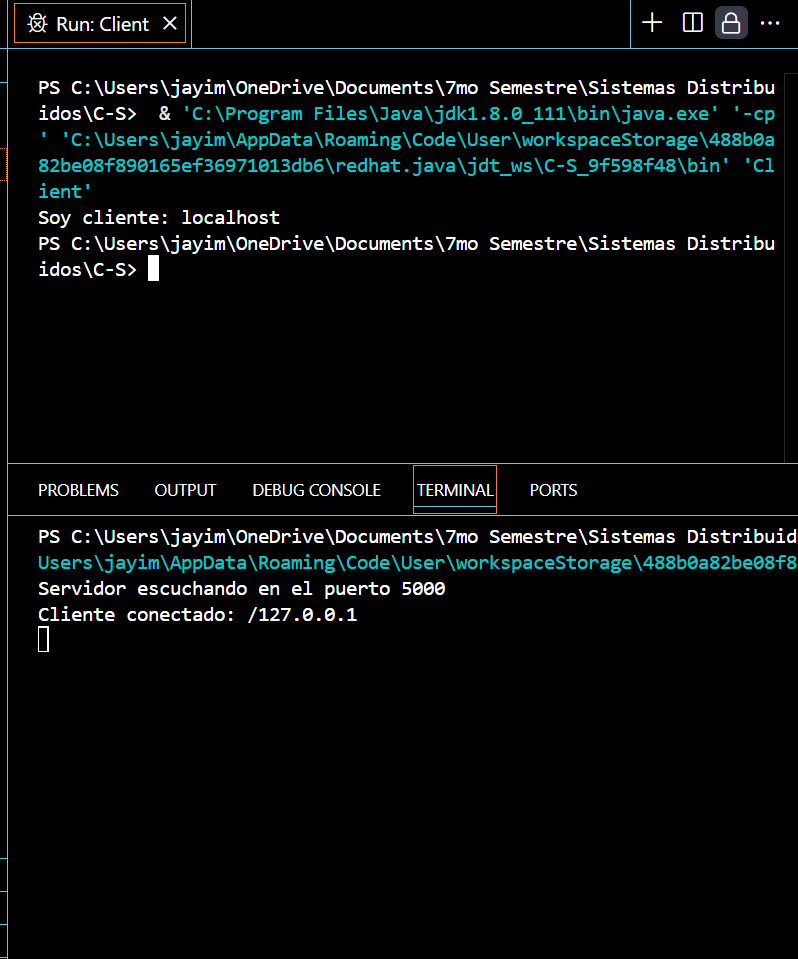 Run: Client
PS C:\Users\jayim\OneDrive\Documents\7mo Semestre\Sistemas Distribu
idos\C-S>  & 'C:\Program Files\Java\jdk1.8.0_111\bin\java.exe' '-cp
' 'C:\Users\jayim\AppData\Roaming\Code\User\workspaceStorage\488b0a
82be08f890165ef36971013db6\redhat.java\jdt_ws\C-S_9f598f48\bin' 'Cl
ient'
Soy cliente: localhost
PS C:\Users\jayim\OneDrive\Documents\7mo Semestre\Sistemas Distribu
idos\C-S>
PROBLEMS OUTPUT DEBUG CONSOLE TERMINAL PORTS
PS C:\Users\jayim\OneDrive\Documents\7mo Semestre\Sistemas Distribuid
Users\jayim\AppData\Roaming\Code\User\workspaceStorage\488b0a82be08f8
Servidor escuchando en el puerto 5000
Cliente conectado: /127.0.0.1